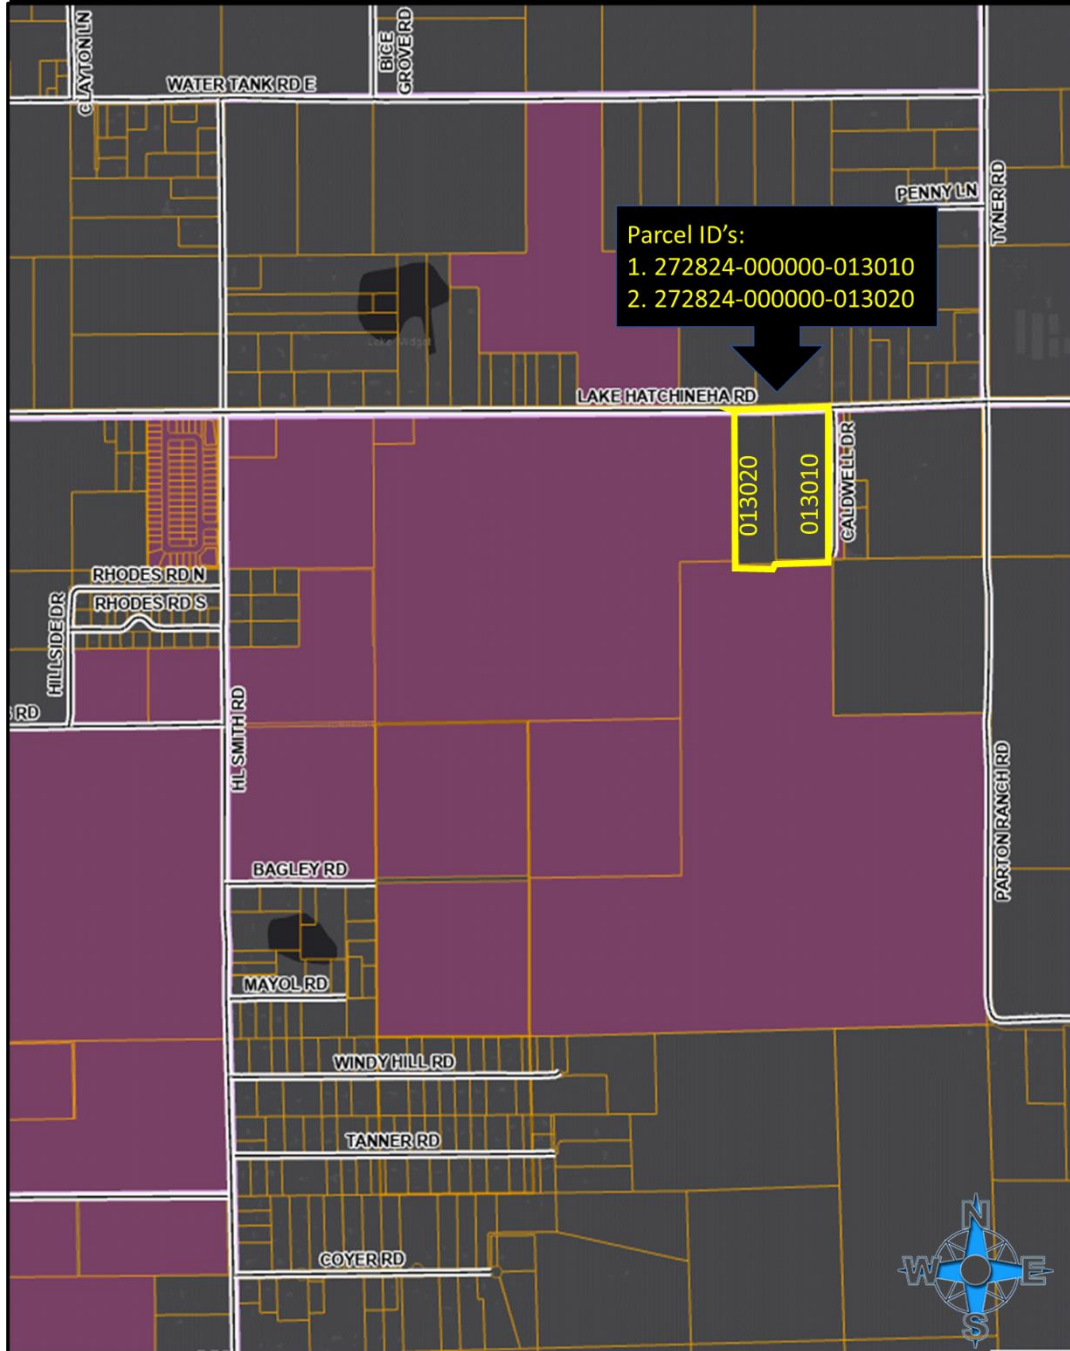 CLAYTON LN
BICE
GROVE RD
WATER TANK RD E
PENNY LN
TYNER RD
Parcel ID's:
1. 272824-000000-013010
2. 272824-000000-013020
LAKE HATCHINEHA RD
013020
013010
CALDWELL DR
RHODES RD N
RHODES RD S
HILLSIDE DR
RD
HL SMITH RD
PARTON RANCH RD
BAGLEY RD
MAYOL RD
WINDY HILL RD
TANNER RD
COYER RD
N
W E
S